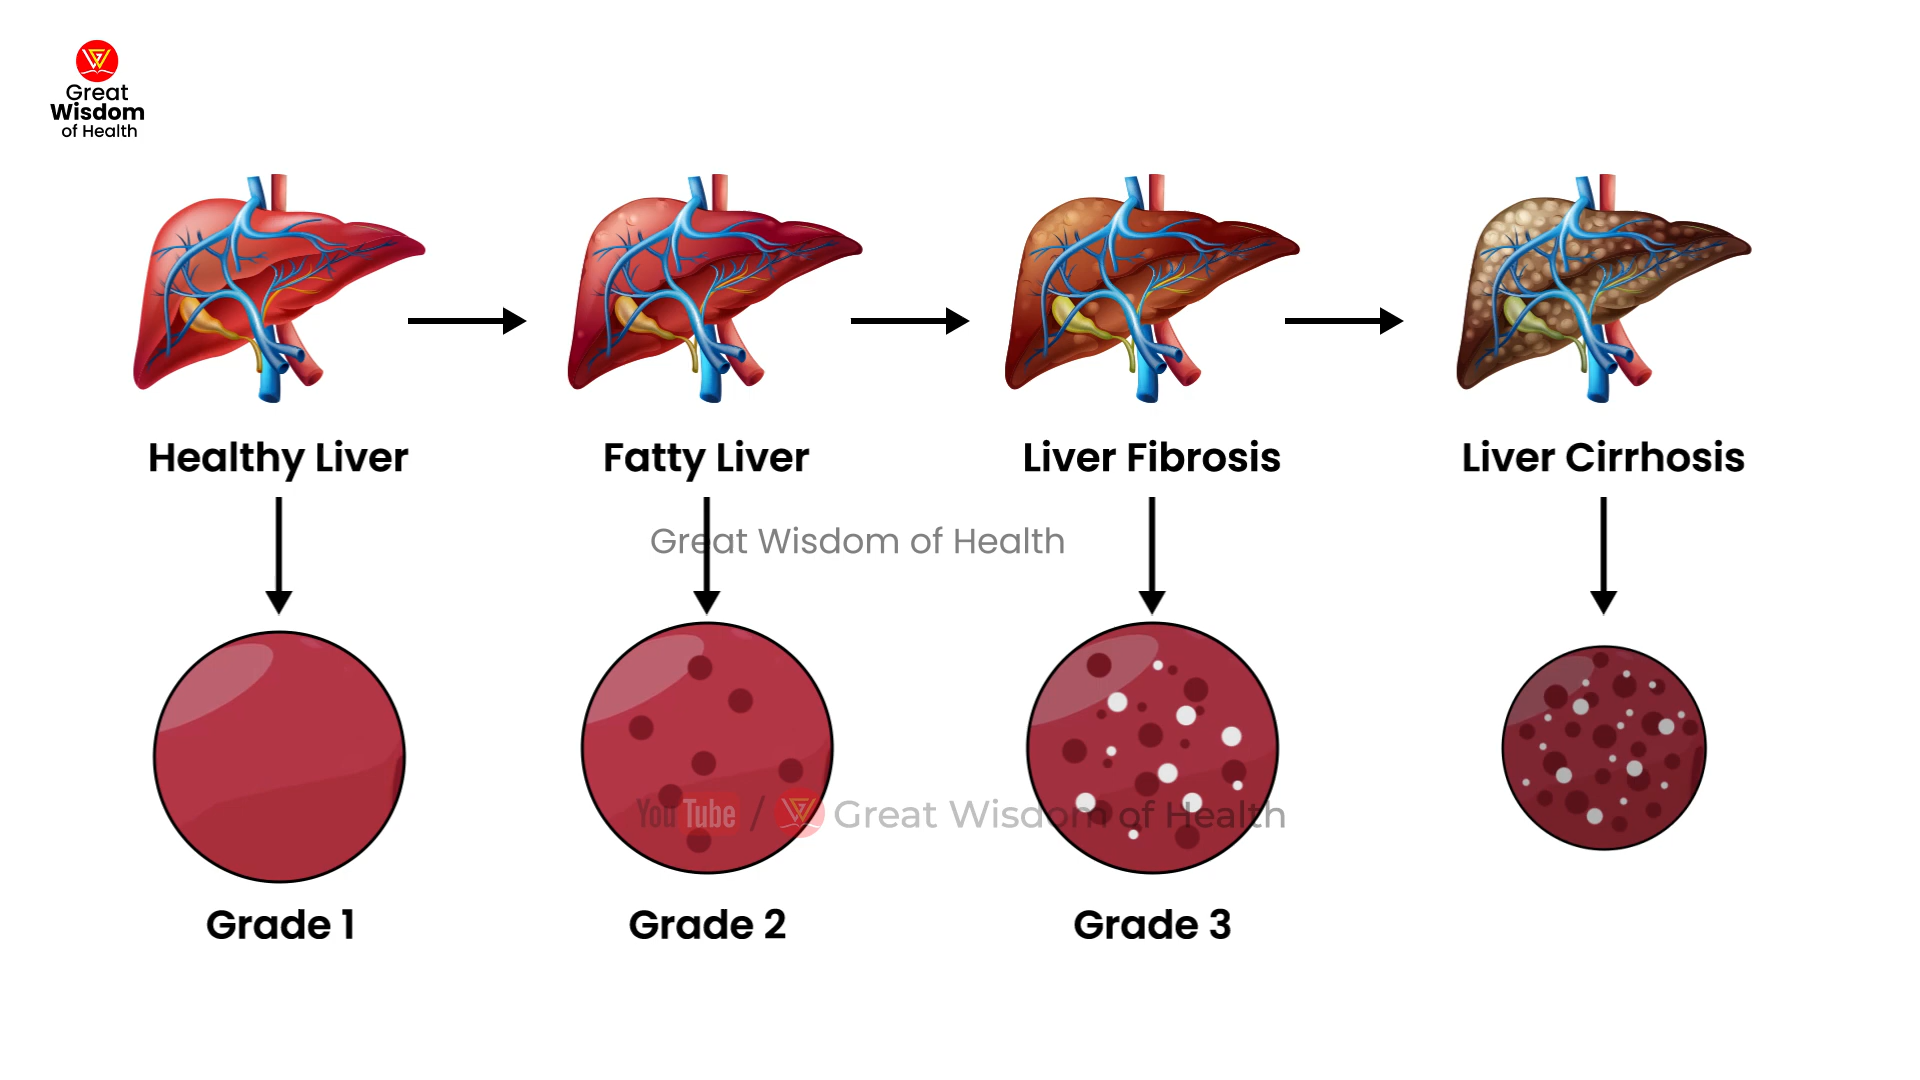 Great
Wisdom
of Health
Healthy Liver
Fatty Liver
Liver Fibrosis
Liver Cirrhosis
Great Wisdom of Health
YouTube / Great Wisdom of Health
Grade 1
Grade 2
Grade 3